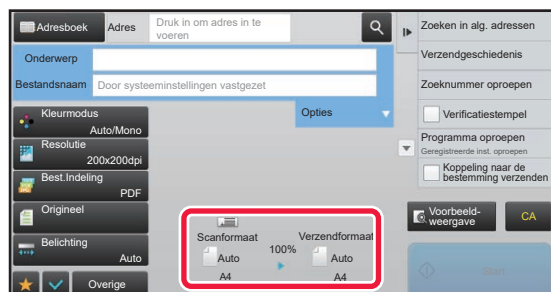 Adresboek
Adres
Druk in om adres in te
voeren
Onderwerp
Bestandsnaam
Door systeeminstellingen vastgezet
Opties
Kleurmodus
Auto/Mono
Resolutie
200x200dpi
Best.Indeling
PDF
Origineel
Belichting
Auto
Overige
Scanformaat
Auto
A4
100%
Verzendformaat
Auto
A4
Zoeken in alg. adressen
Verzendgeschiedenis
Zoeknummer oproepen
Verificatiestempel
Programma oproepen
Geregistreerde inst. oproepen
Koppeling naar de
bestemming verzenden
Voorbeeld-
weergave
CA
Start